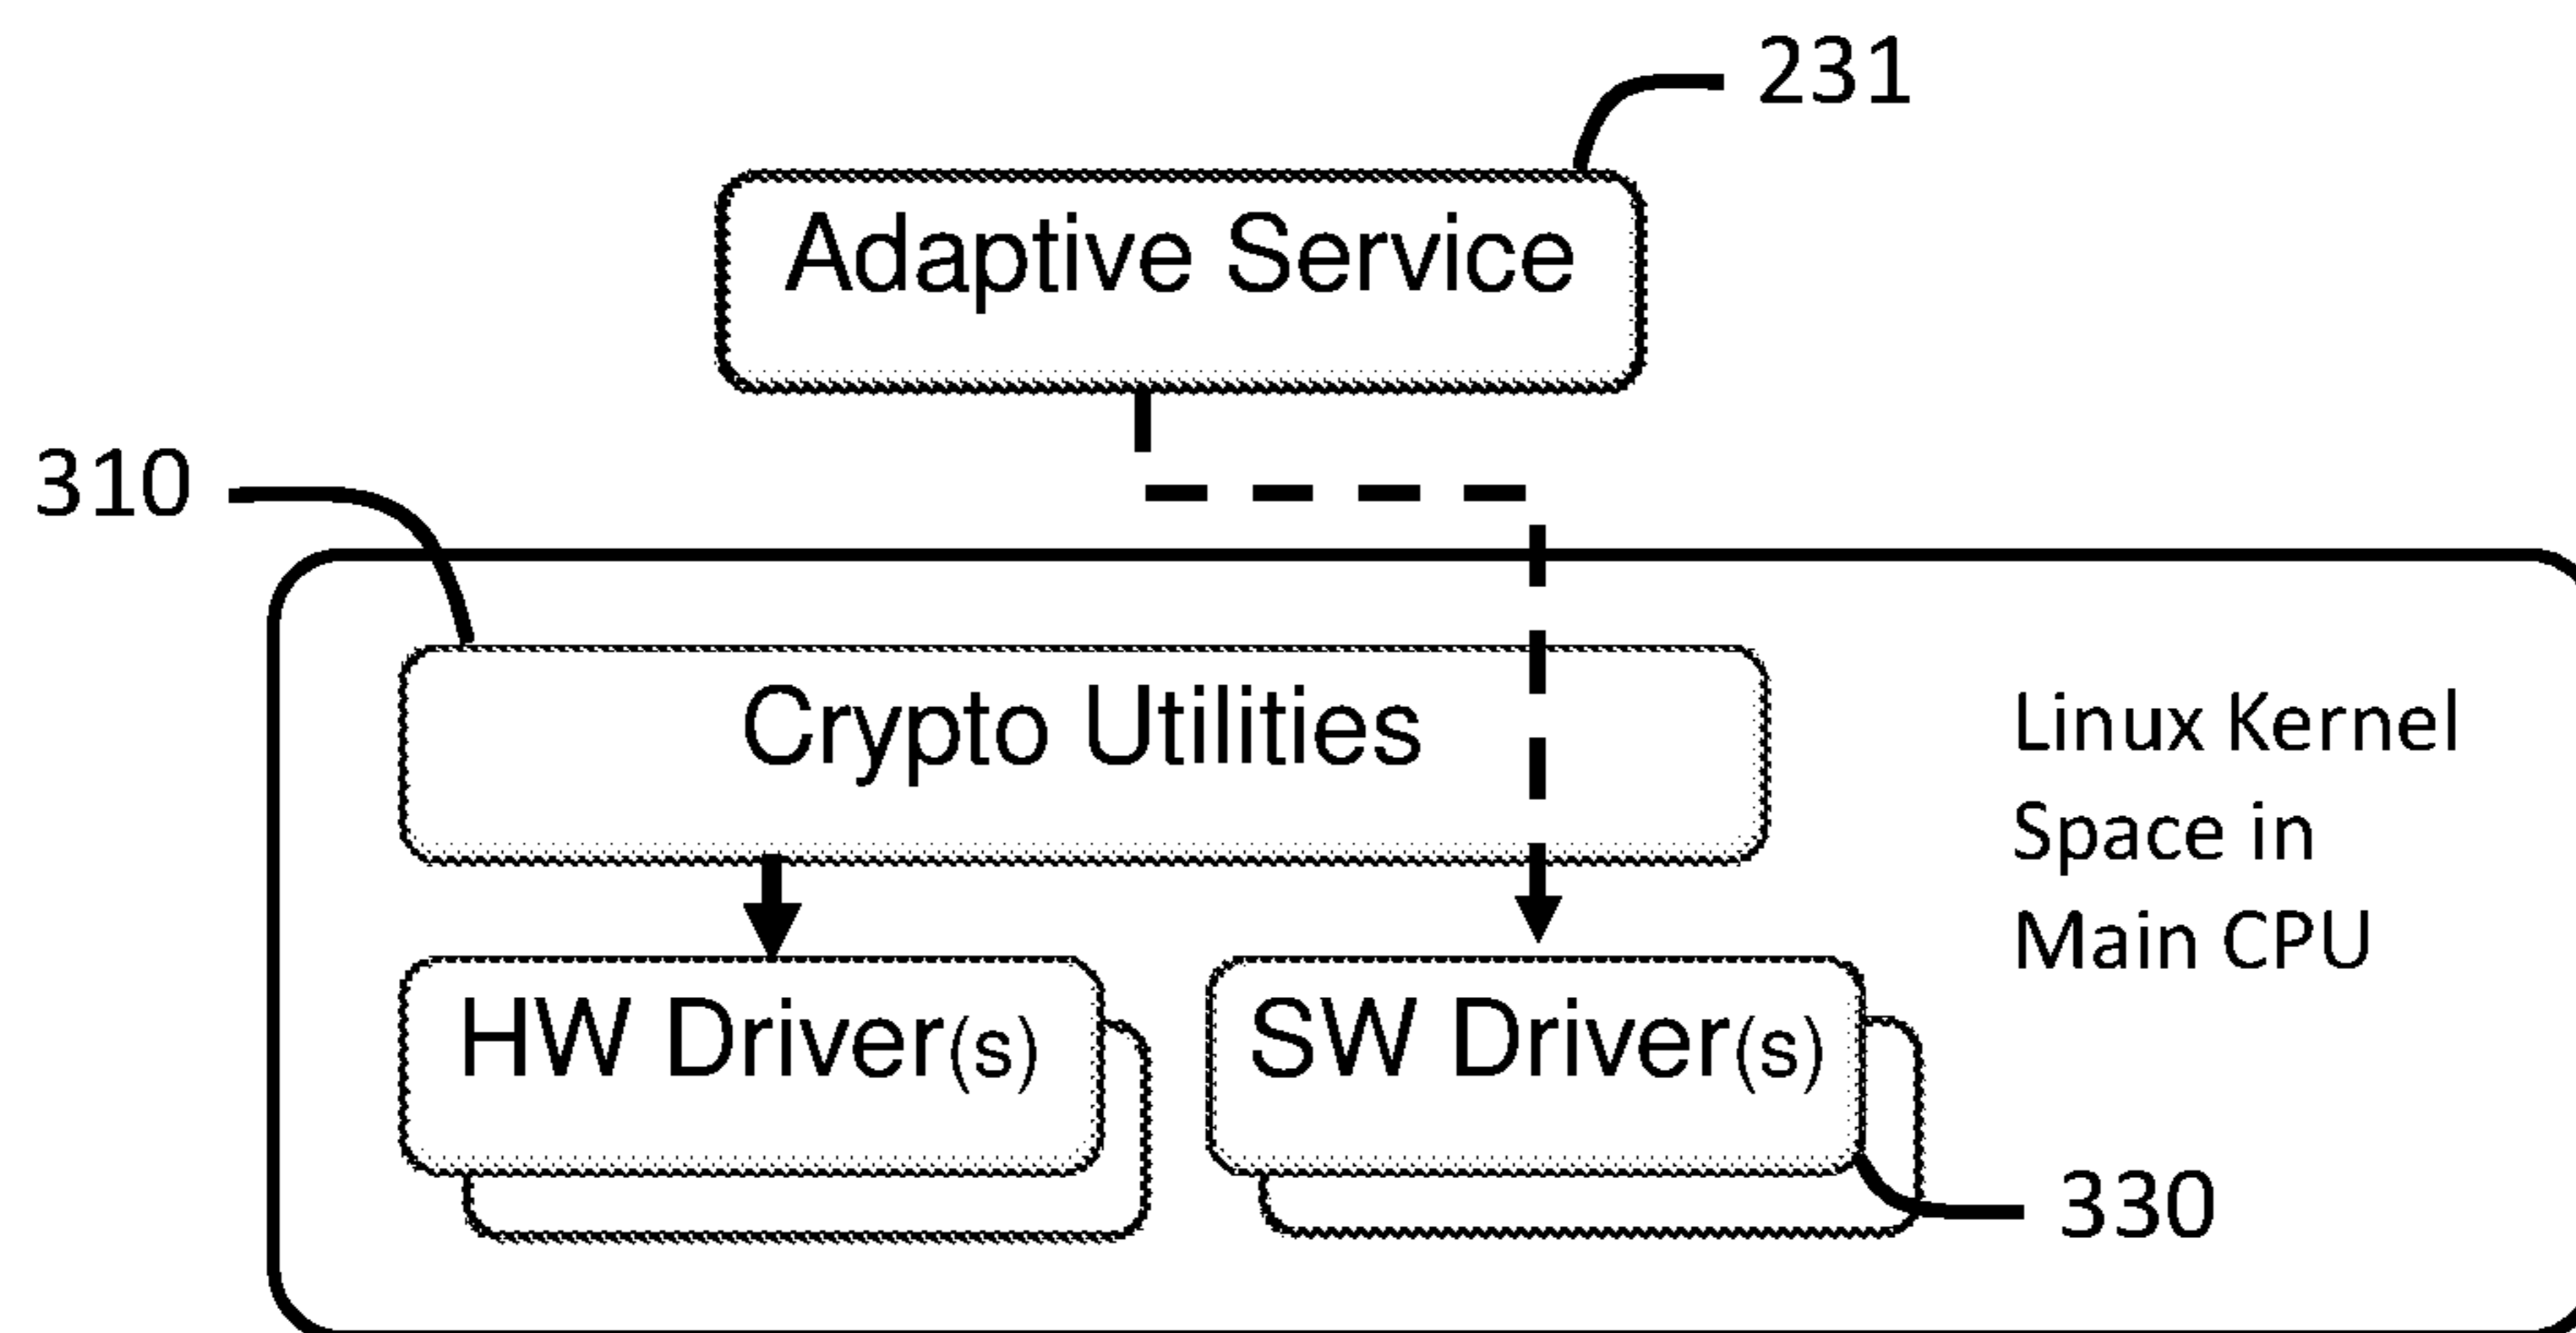 231
Adaptive Service
310
Crypto Utilities
Linux Kernel
Space in
Main CPU
HW Driver(s)
SW Driver(s)
330